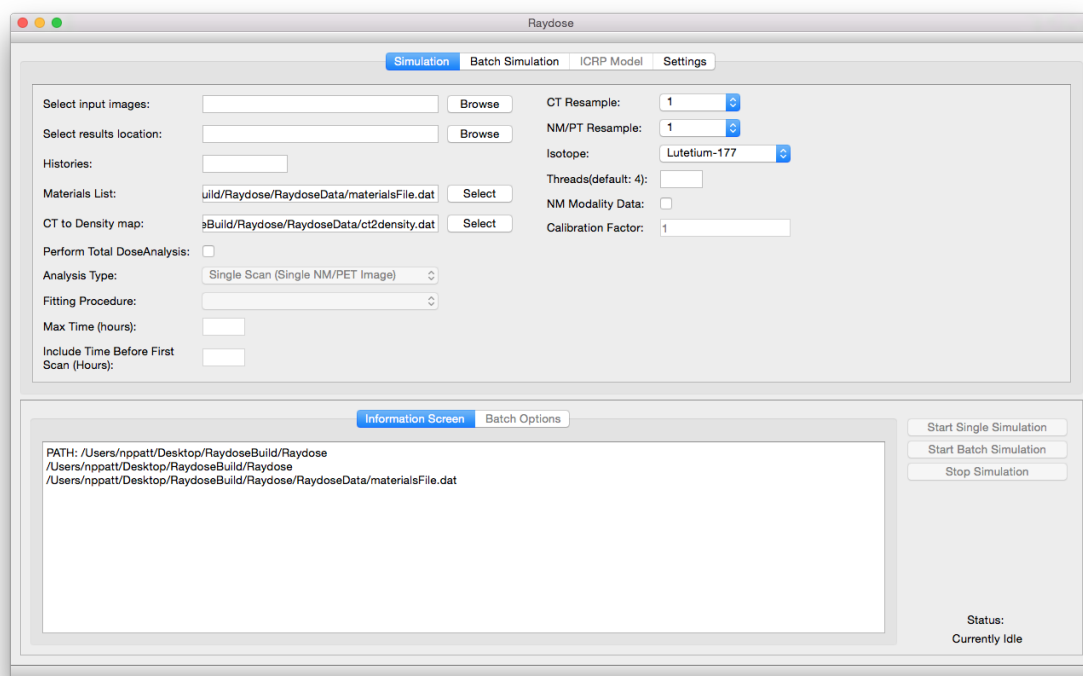 Raydose
Simulation Batch Simulation ICRP Model Settings
Select input images: Browse
Select results location: Browse
Histories:
Materials List: uild/Raydose/RaydoseData/materialsFile.dat Select
CT to Density map: eBuild/Raydose/RaydoseData/ct2density.dat Select
Perform Total DoseAnalysis:
Analysis Type: Single Scan (Single NM/PET Image)
Fitting Procedure:
Max Time (hours):
Include Time Before First
Scan (Hours):
CT Resample: 1
NM/PT Resample: 1
Isotope: Lutetium-177
Threads(default: 4):
NM Modality Data:
Calibration Factor: 1
Information Screen Batch Options
PATH: /Users/nppatt/Desktop/RaydoseBuild/Raydose
/Users/nppatt/Desktop/RaydoseBuild/Raydose
/Users/nppatt/Desktop/RaydoseBuild/Raydose/RaydoseData/materialsFile.dat
Start Single Simulation
Start Batch Simulation
Stop Simulation
Status:
Currently Idle